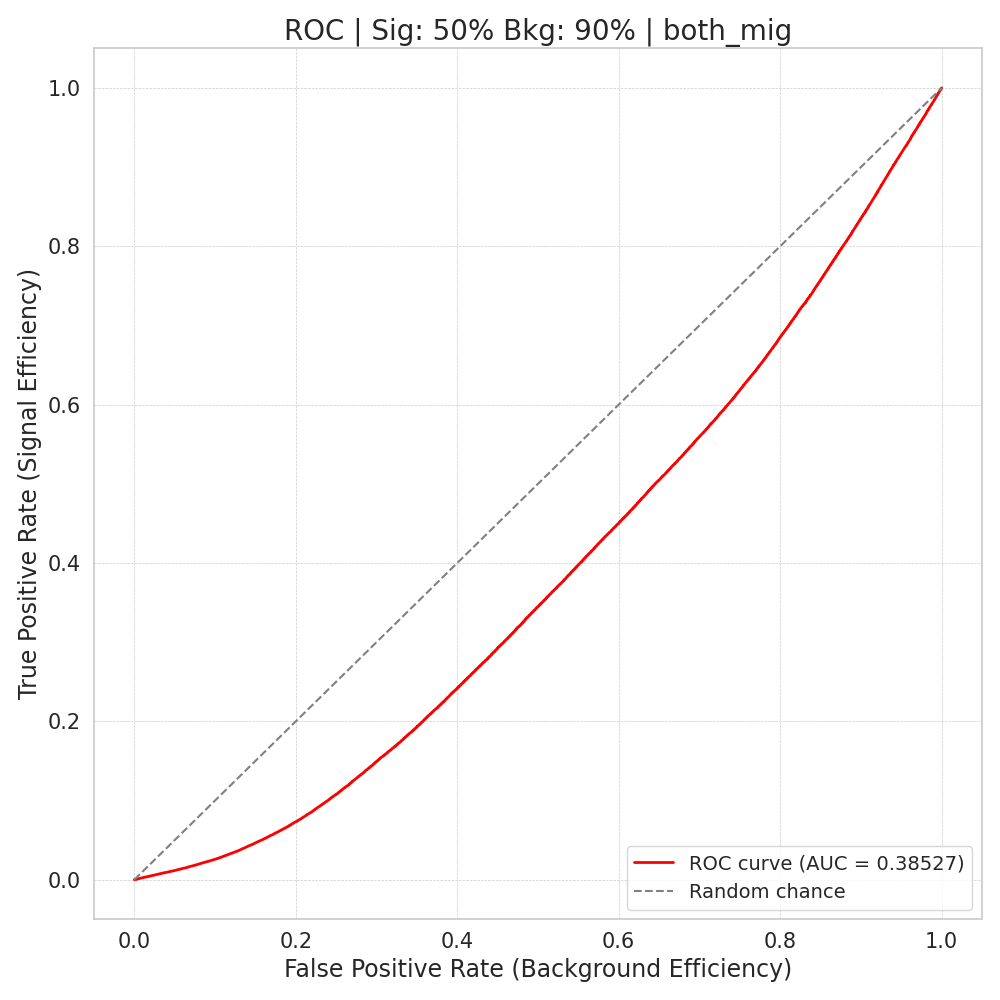 ROC | Sig: 50% Bkg: 90% | both_mig
True Positive Rate (Signal Efficiency)
1.0
0.8
0.6
0.4
0.2
0.0
ROC curve (AUC = 0.38527)
Random chance
0.0 0.2 0.4 0.6 0.8 1.0
False Positive Rate (Background Efficiency)